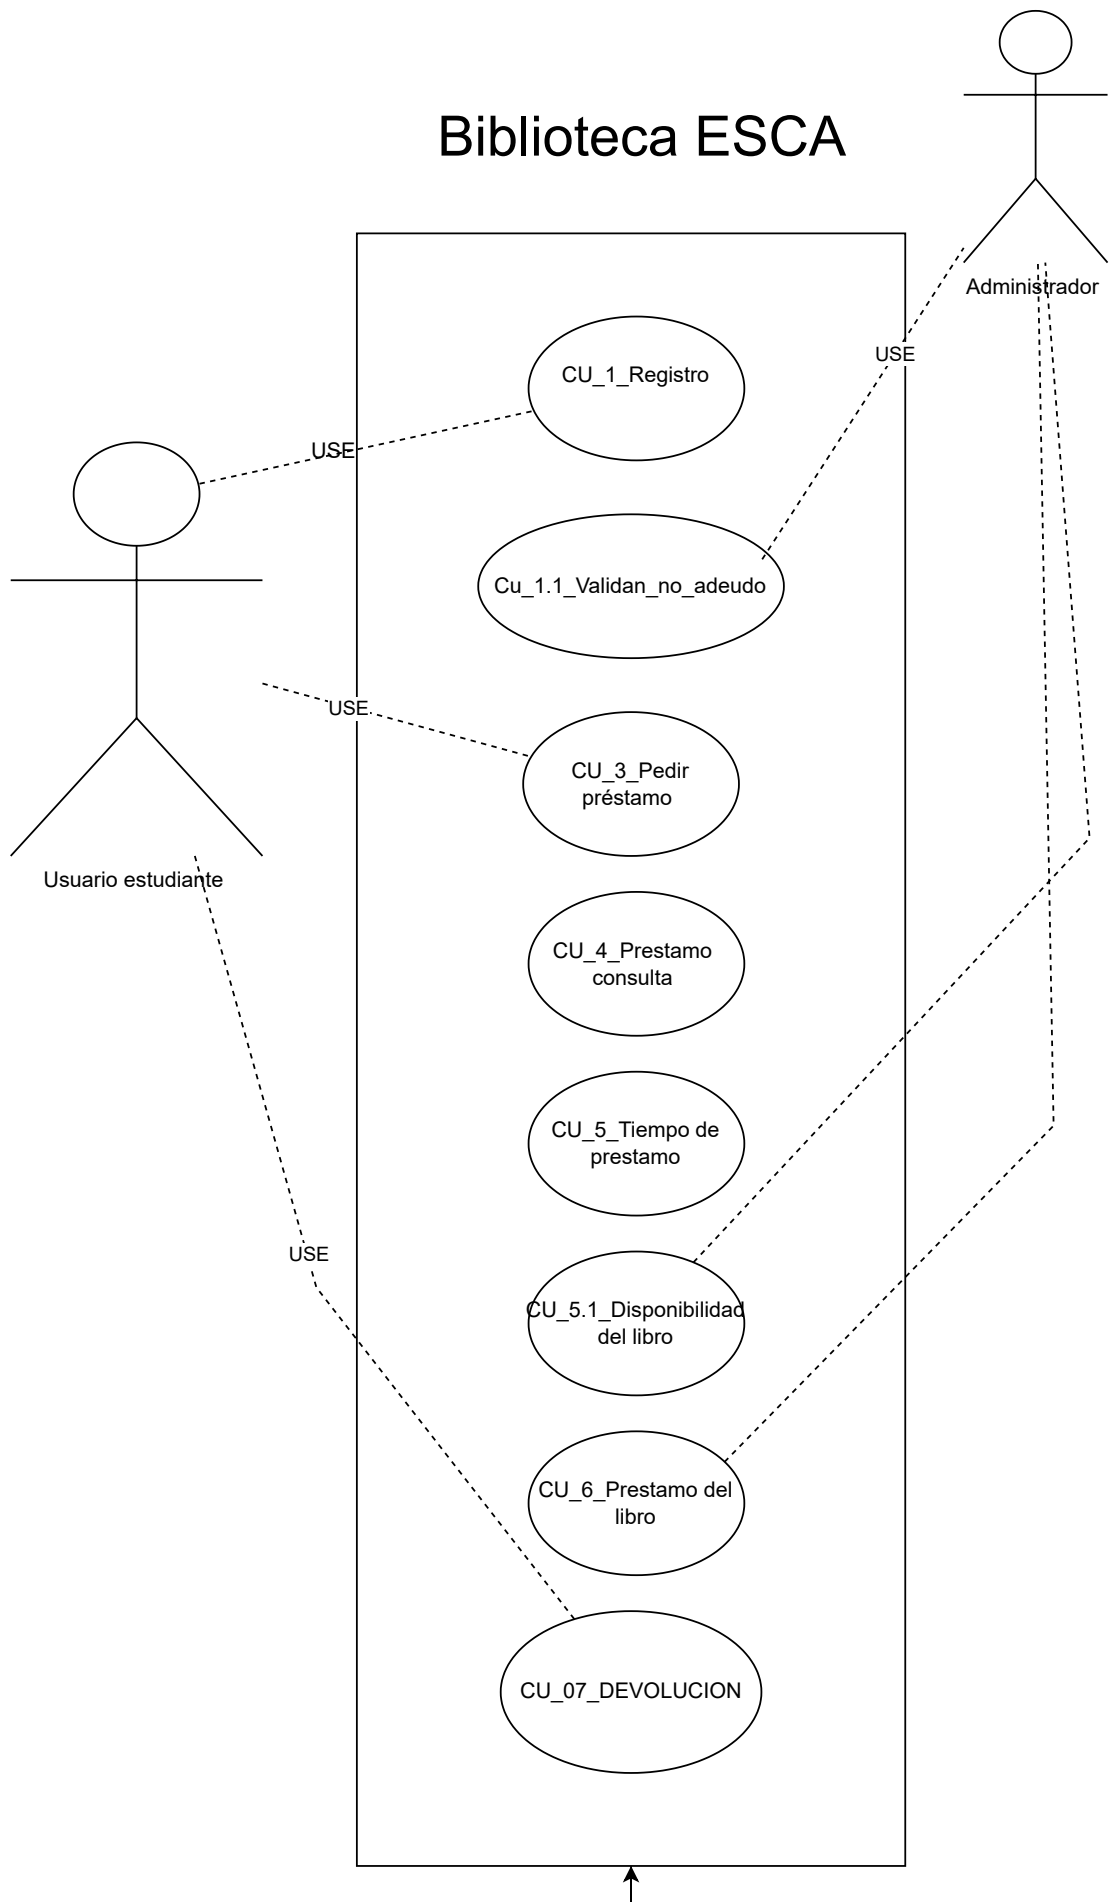 Biblioteca ESCA
Administrador
USE
CU_1_Registro
USE
Cu_1.1_Validan_no_adeudo
USE
CU_3_Pedir
préstamo
Usuario estudiante
CU_4_Prestamo
consulta
CU_5_Tiempo de
prestamo
USE
CU_5.1_Disponibilidad
del libro
CU_6_Prestamo del
libro
CU_07_DEVOLUCION